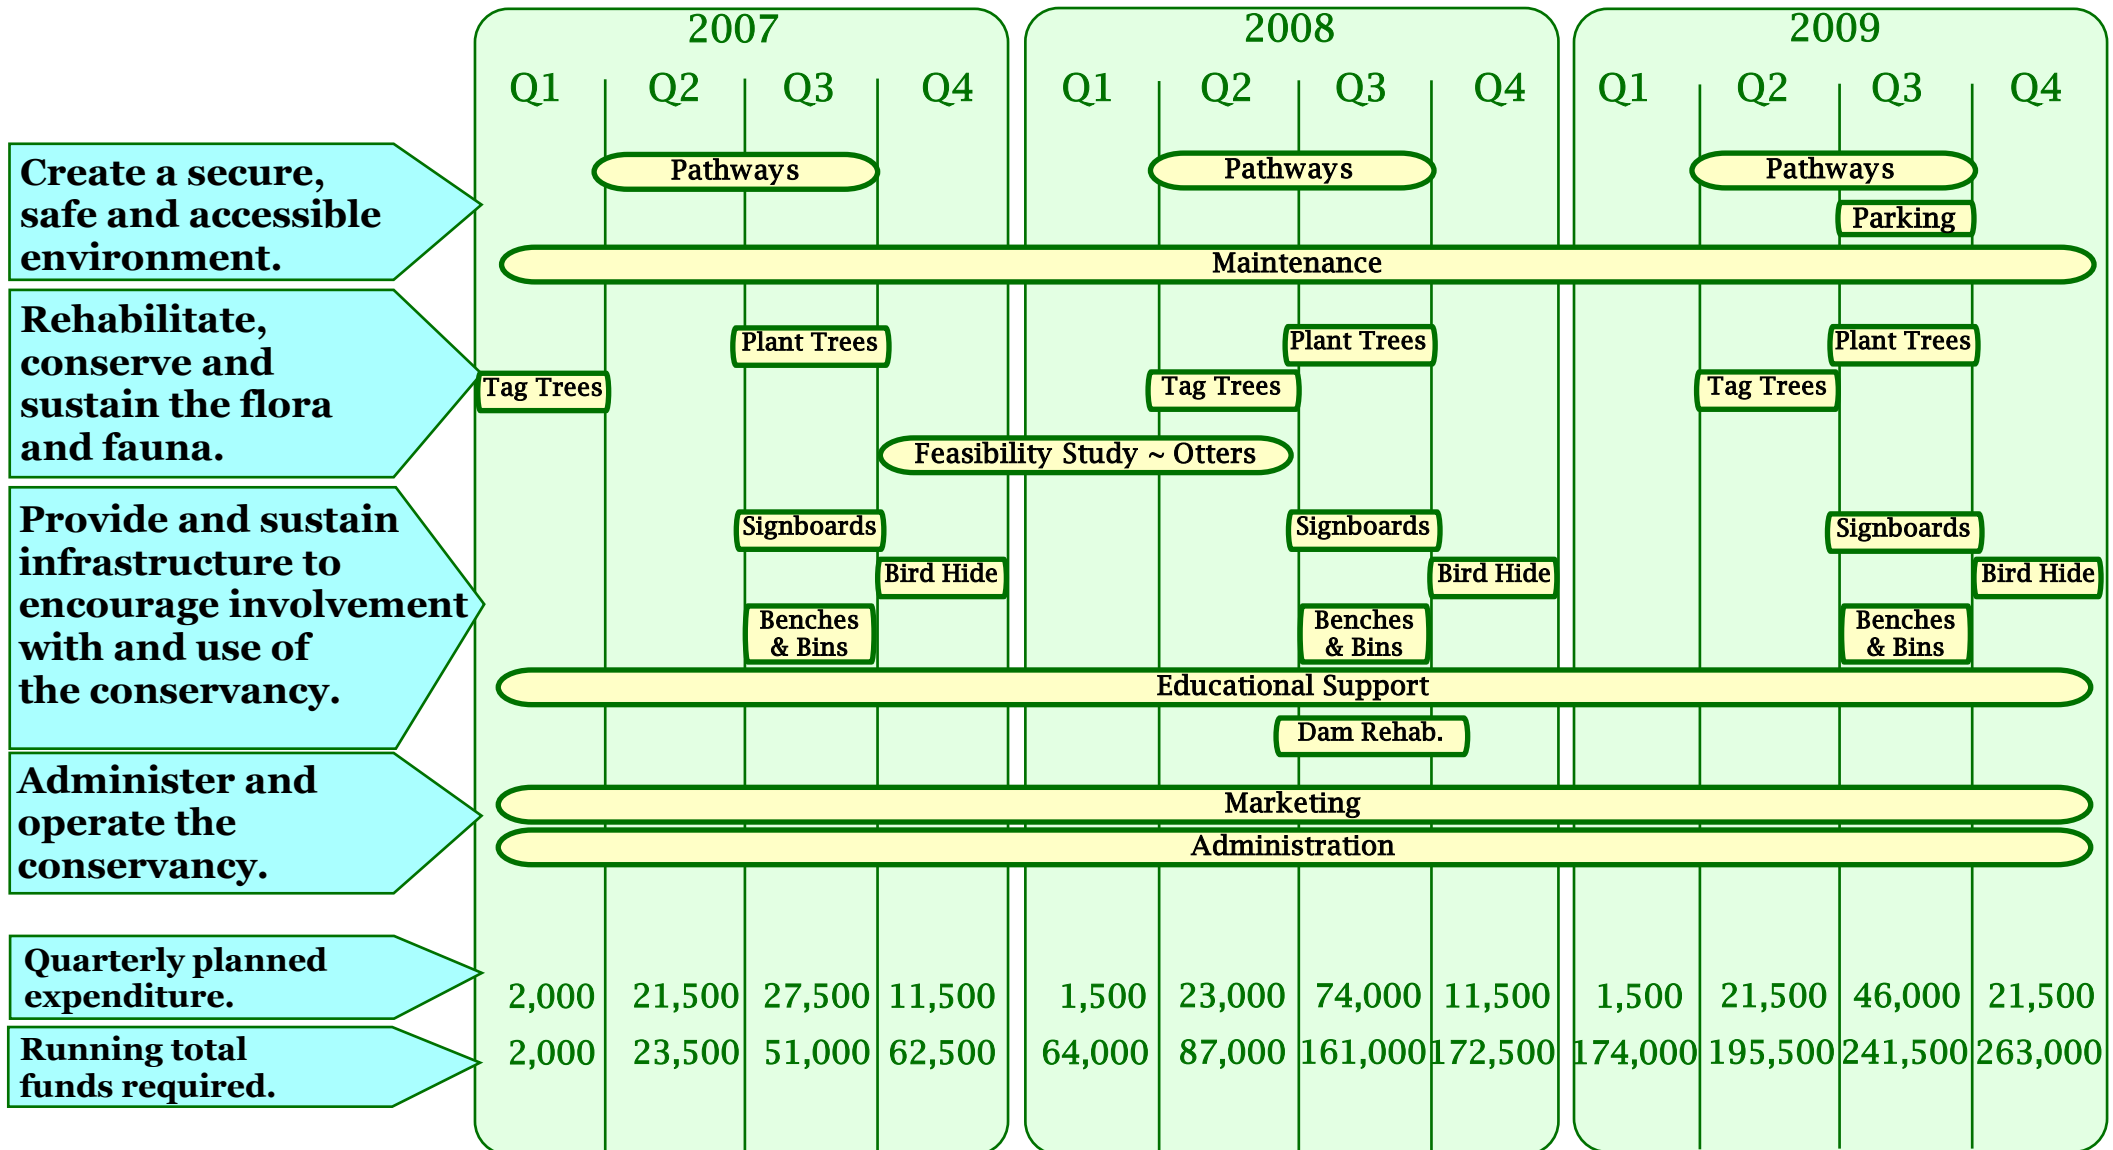 2007 2008 2009
Q1 Q2 Q3 Q4 Q1 Q2 Q3 Q4 Q1 Q2 Q3 Q4
Create a secure,
safe and accessible
environment.
Pathways Pathways Pathways
Parking
Maintenance
Rehabilitate,
conserve and
sustain the flora
and fauna.
Plant Trees Plant Trees Plant Trees
Tag Trees Tag Trees Tag Trees
Feasibility Study ~ Otters
Provide and sustain
infrastructure to
encourage involvement
with and use of
the conservancy.
Signboards Signboards Signboards
Bird Hide Bird Hide Bird Hide
Benches Benches Benches
& Bins & Bins & Bins
Educational Support
Dam Rehab.
Administer and
operate the
conservancy.
Marketing
Administration
Quarterly planned
expenditure.
2,000 21,500 27,500 11,500 1,500 23,000 74,000 11,500 1,500 21,500 46,000 21,500
Running total
funds required.
2,000 23,500 51,000 62,500 64,000 87,000 161,000 172,500 174,000 195,500 241,500 263,000